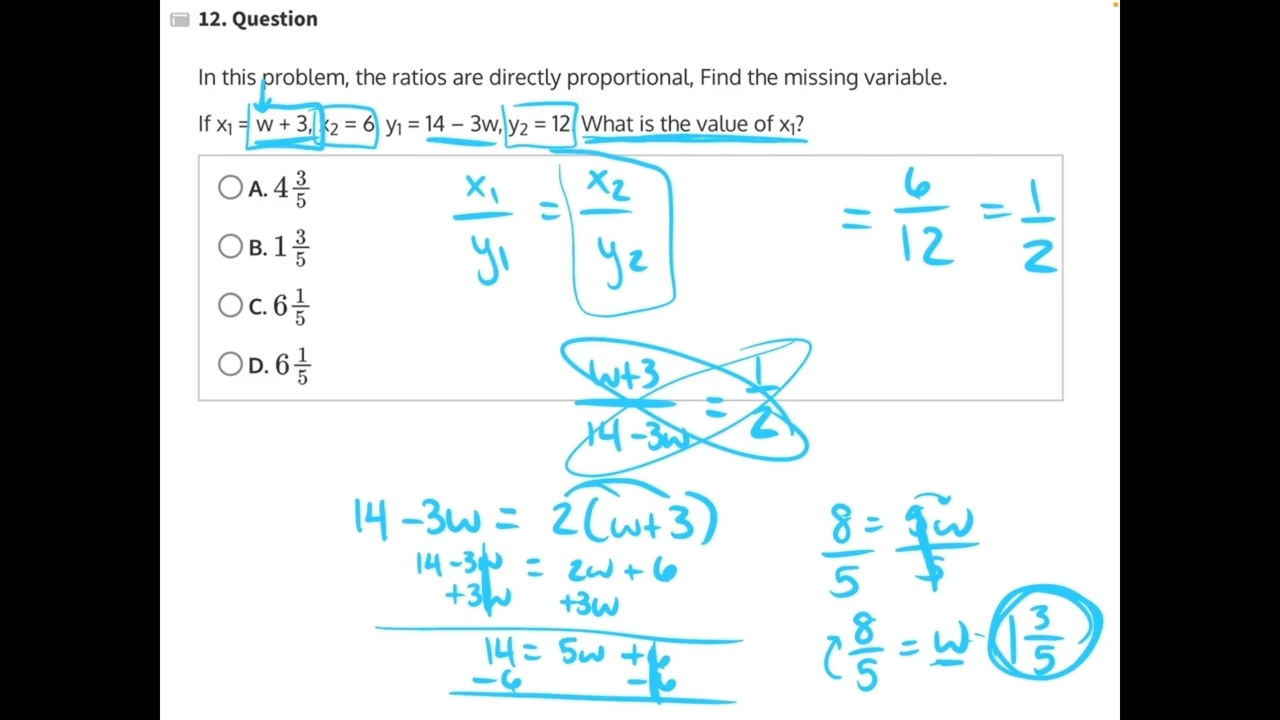 12. Question
In this problem, the ratios are directly proportional, Find the missing variable.
If x₁ = w + 3, x₂ = 6, y₁ = 14 – 3w, y₂ = 12. What is the value of x₁?
A. 4 3/5
B. 1 3/5
C. 6 1/5
D. 6 1/5
x₁/y₁ = x₂/y₂ = 6/12 = 1/2
w+3/14-3w = 1/2
14 -3w = 2(w+3)
14-3w = 2w + 6
+3w +3w
14 = 5w +6
-6 -6
8/5 = 5w/5
8/5 = w - 1 3/5